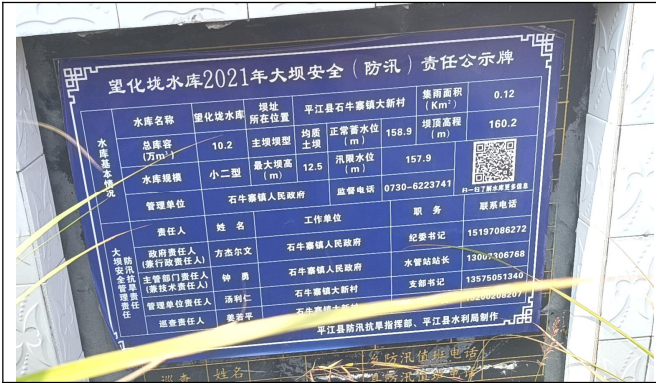 望化垅水库2021年大坝安全（防汛）责任公示牌
水库基本情况
水库名称 望化垅水库 坝址所在位置 平江县石牛寨镇大新村 集雨面积(Km²) 0.12
总库容(万m³) 10.2 主坝坝型 均质土坝 正常蓄水位(m) 158.9 坝顶高程(m) 160.2
水库规模 小二型 最大坝高(m) 12.5 汛限水位(m) 157.9
管理单位 石牛寨镇人民政府 监督电话 0730-6223741
扫一扫了解水库更多信息
大坝安全管理责任
防汛抗旱责任
责任人 姓名 工作单位 职务 联系电话
政府责任人(兼行政责任人) 方杰尔文 石牛寨镇人民政府 纪委书记 15197086272
主管部门责任人(兼技术责任人) 钟勇 石牛寨镇人民政府 水管站站长 13007306768
管理单位责任人 汤利仁 石牛寨镇大新村 支部书记 13575051340
巡查责任人 姜若平
平江县防汛抗旱指挥部、平江县水利局制作
巡查 姓名 防汛值班电话